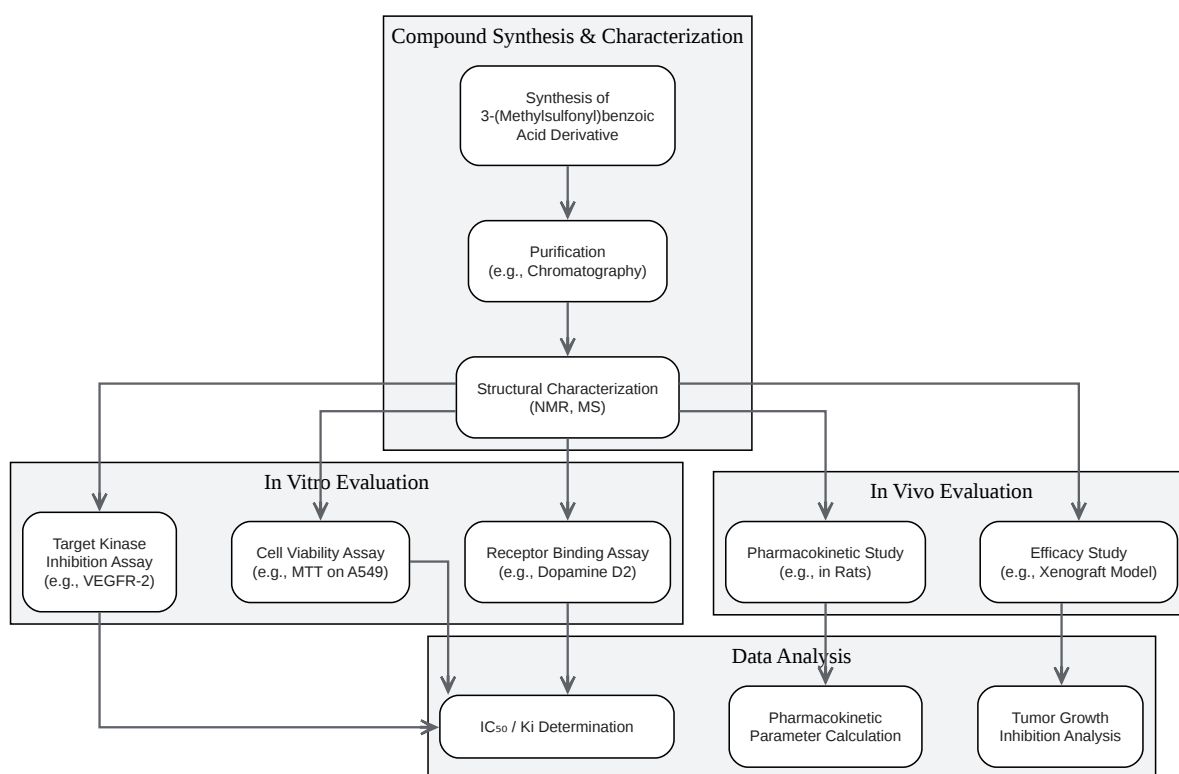 Compound Synthesis & Characterization
Synthesis of
3-(Methylsulfonyl)benzoic
Acid Derivative
Purification
(e.g., Chromatography)
Structural Characterization
(NMR, MS)
In Vitro Evaluation
Target Kinase
Inhibition Assay
(e.g., VEGFR-2)
Cell Viability Assay
(e.g., MTT on A549)
Receptor Binding Assay
(e.g., Dopamine D2)
In Vivo Evaluation
Pharmacokinetic Study
(e.g., in Rats)
Efficacy Study
(e.g., Xenograft Model)
Data Analysis
IC₅₀ / Ki Determination
Pharmacokinetic
Parameter Calculation
Tumor Growth
Inhibition Analysis